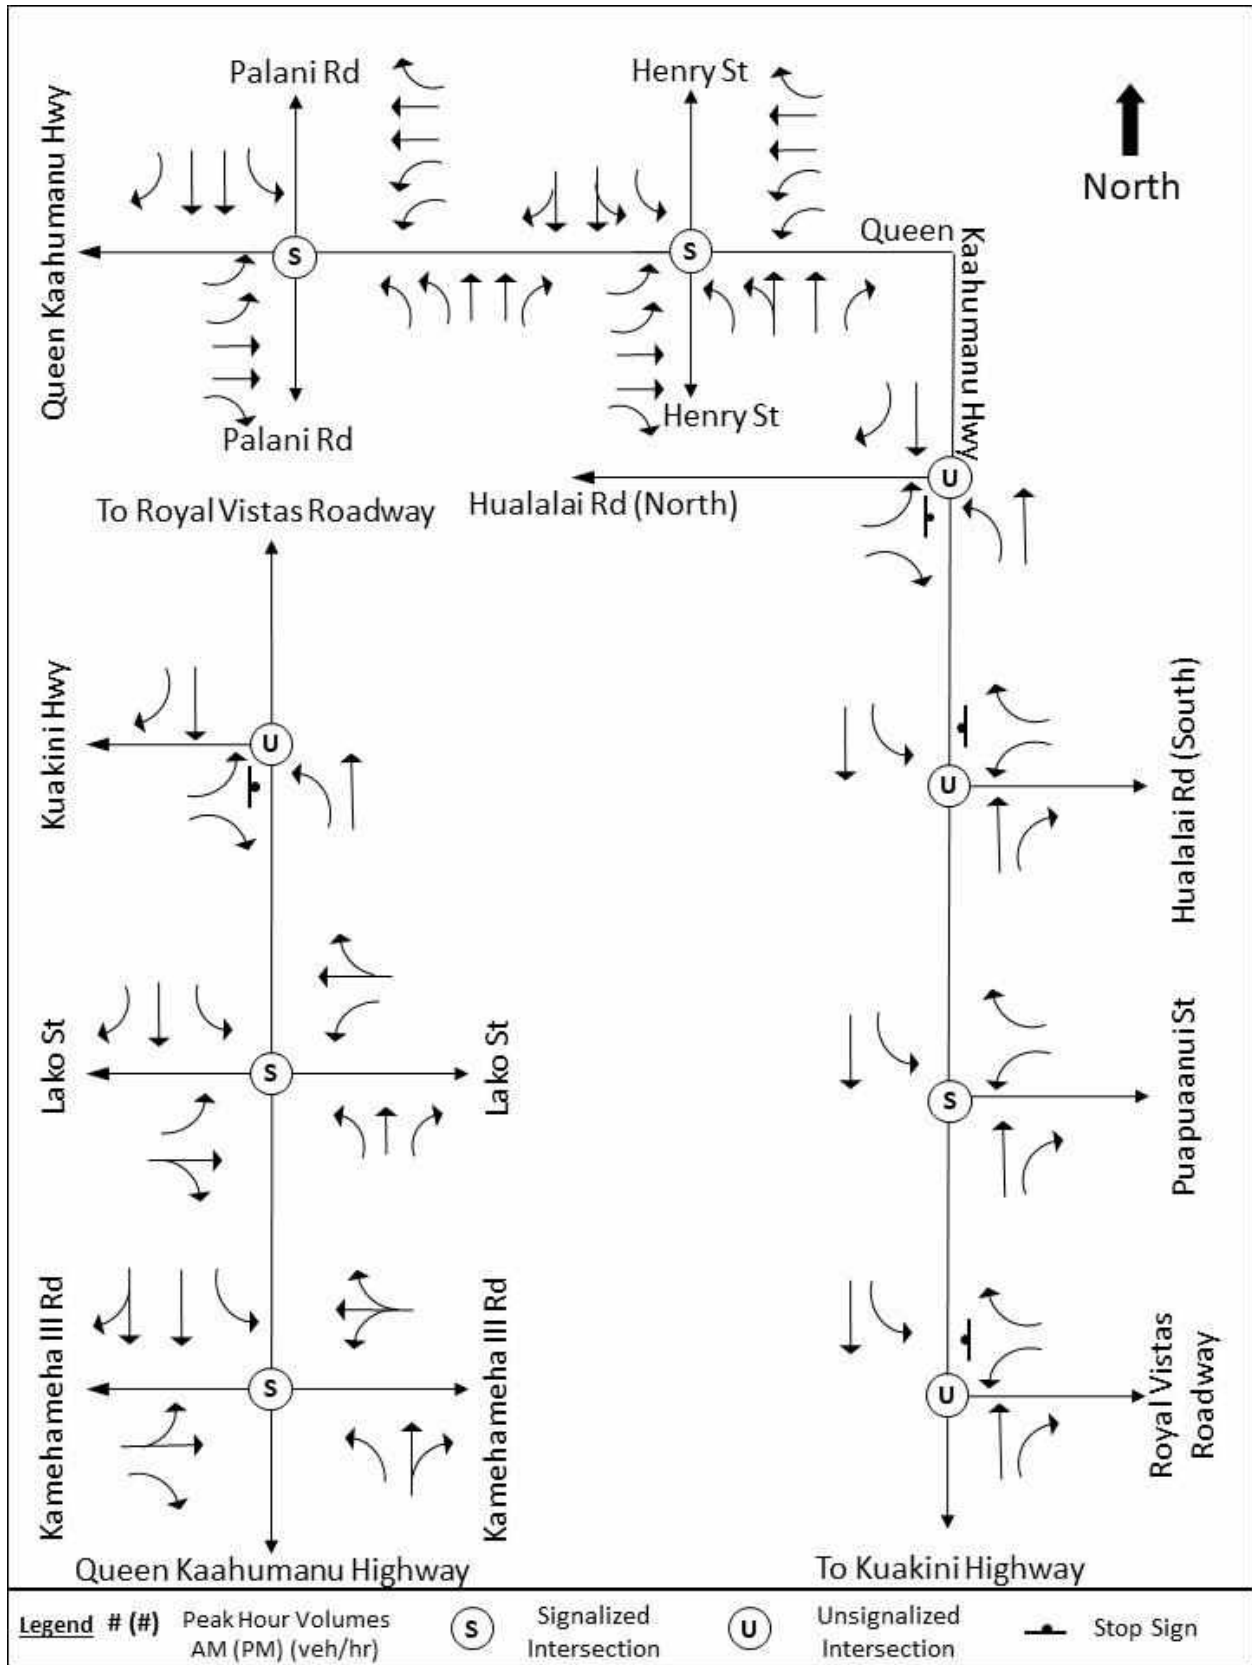 Palani Rd
Henry St
North
Queen Kaahumanu Hwy
S
S
Queen
Kaahumanu Hwy
Palani Rd
Henry St
To Royal Vistas Roadway
Hualalai Rd (North)
U
Kuakini Hwy
U
U
Hualalai Rd (South)
Lako St
S
Lako St
S
Puapuaanui St
Kamehameha III Rd
S
Kamehameha III Rd
U
Royal Vistas
Roadway
Queen Kaahumanu Highway
To Kuakini Highway
Legend # (#) Peak Hour Volumes
AM (PM) (veh/hr)
S Signalized
Intersection
U Unsignalized
Intersection
Stop Sign